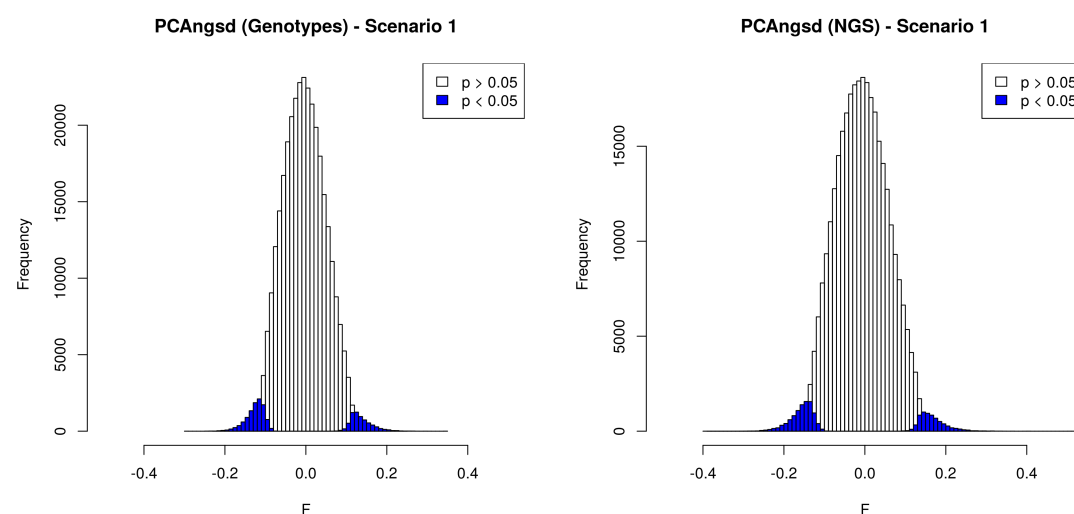 PCAngsd (Genotypes) - Scenario 1
p > 0.05
p < 0.05
Frequency
0
5000
10000
15000
20000
-0.4
-0.2
0.0
0.2
0.4
F
PCAngsd (NGS) - Scenario 1
p > 0.05
p < 0.05
Frequency
0
5000
10000
15000
-0.4
-0.2
0.0
0.2
0.4
F